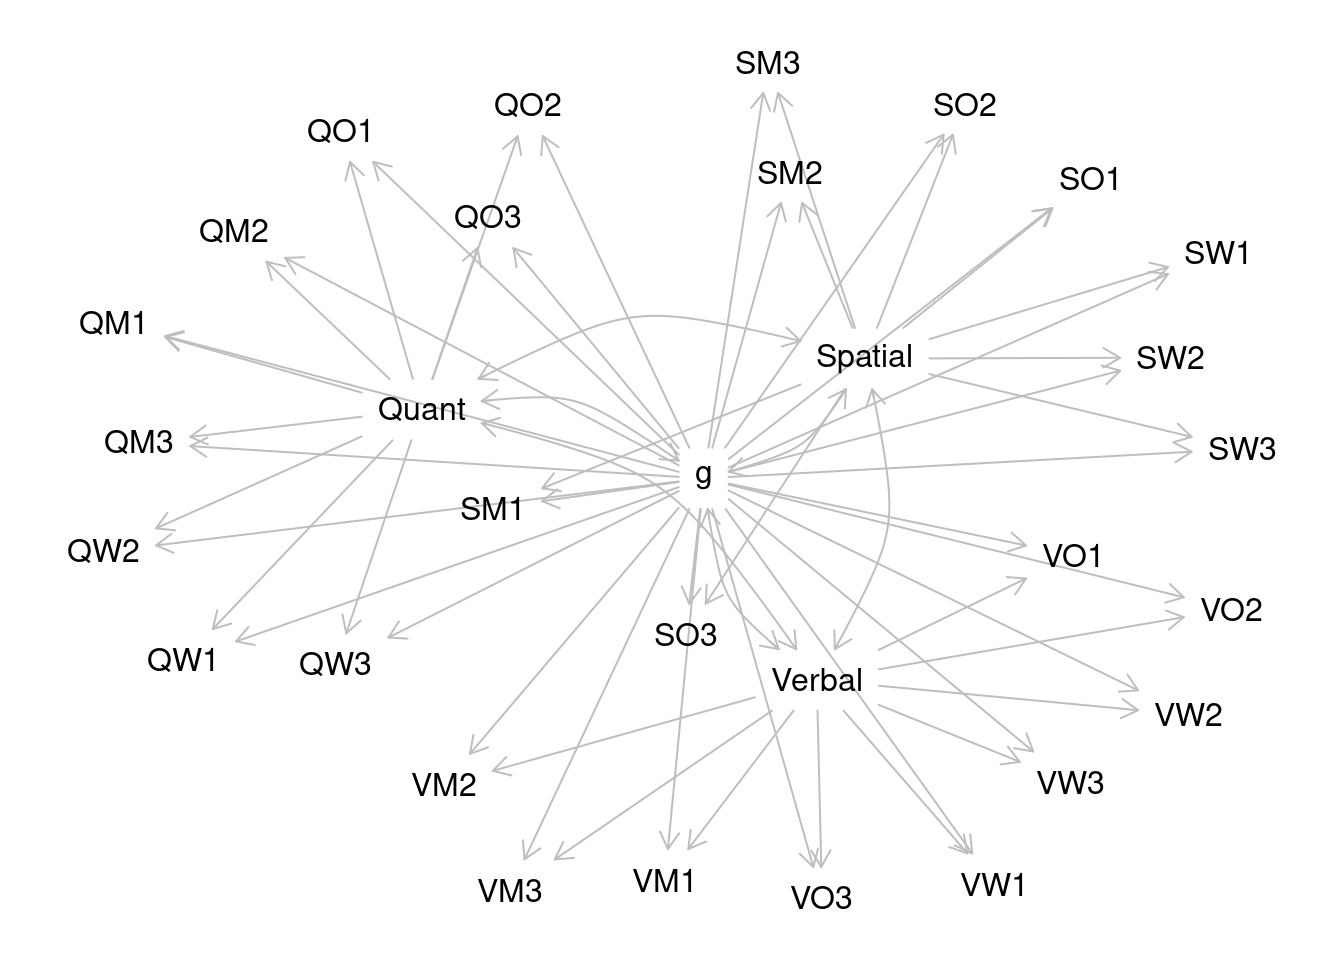 SM3
QO2
SO2
QO1
SM2
SO1
QO3
QM2
SW1
QM1
Spatial
SW2
Quant
QM3
SW3
g
SM1
QW2
VO1
VO2
SO3
QW1
QW3
Verbal
VW2
VM2
VW3
VM1
VW1
VM3
VO3